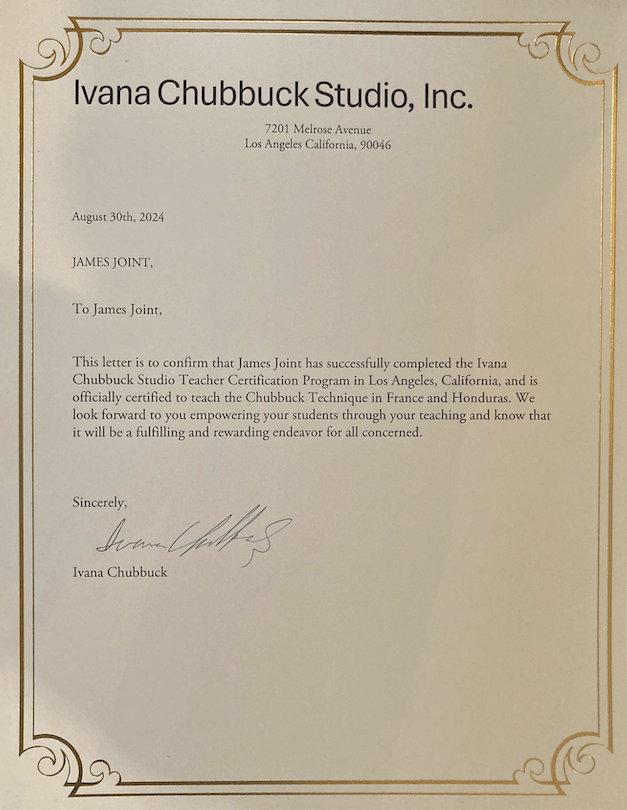 Ivana Chubbuck Studio, Inc.
7201 Melrose Avenue
Los Angeles California, 90046
August 30th, 2024
JAMES JOINT,
To James Joint,
This letter is to confirm that James Joint has successfully completed the Ivana
Chubbuck Studio Teacher Certification Program in Los Angeles, California, and is
officially certified to teach the Chubbuck Technique in France and Honduras. We
look forward to you empowering your students through your teaching and know that
it will be a fulfilling and rewarding endeavor for all concerned.
Sincerely,
Ivana Chubbuck
Ivana Chubbuck